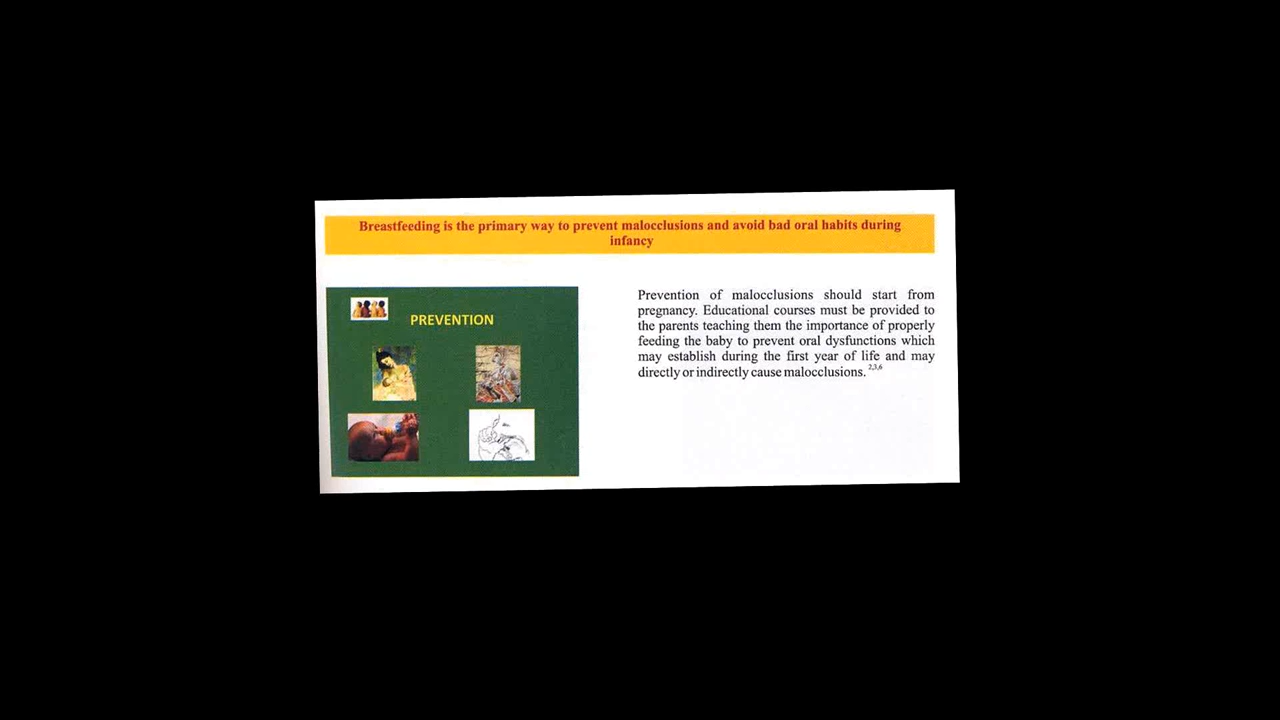 Breastfeeding is the primary way to prevent malocclusions and avoid bad oral habits during
infancy
PREVENTION
Prevention of malocclusions should start from
pregnancy. Educational courses must be provided to
the parents teaching them the importance of properly
feeding the baby to prevent oral dysfunctions which
may establish during the first year of life and may
directly or indirectly cause malocclusions. 2,3,6